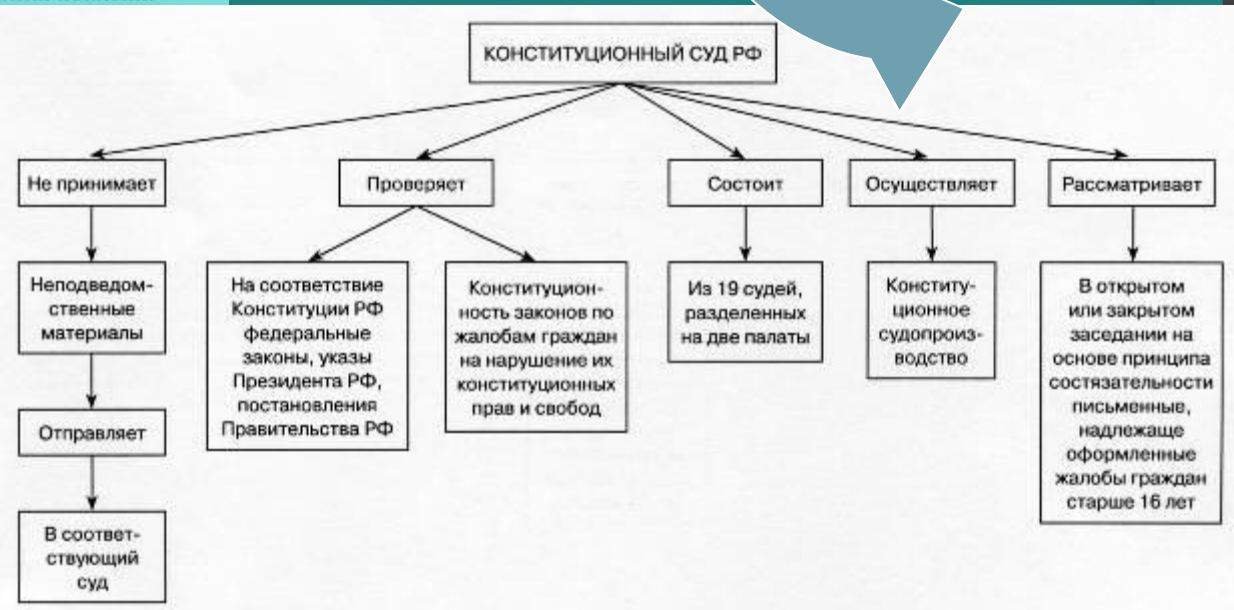 КОНСТИТУЦИОННЫЙ СУД РФ
Не принимает
Проверяет
Состоит
Осуществляет
Рассматривает
Неподведом-
ственные
материалы
На соответствие
Конституции РФ
федеральные
законы, указы
Президента РФ,
постановления
Правительства РФ
Конституцион-
ность законов по
жалобам граждан
на нарушение их
конституционных
прав и свобод
Из 19 судей,
разделенных
на две палаты
Конститу-
ционное
судопроиз-
водство
В открытом
или закрытом
заседании на
основе принципа
состязательности
письменные,
надлежаще
оформленные
жалобы граждан
старше 16 лет
Отправляет
В соответ-
ствующий
суд